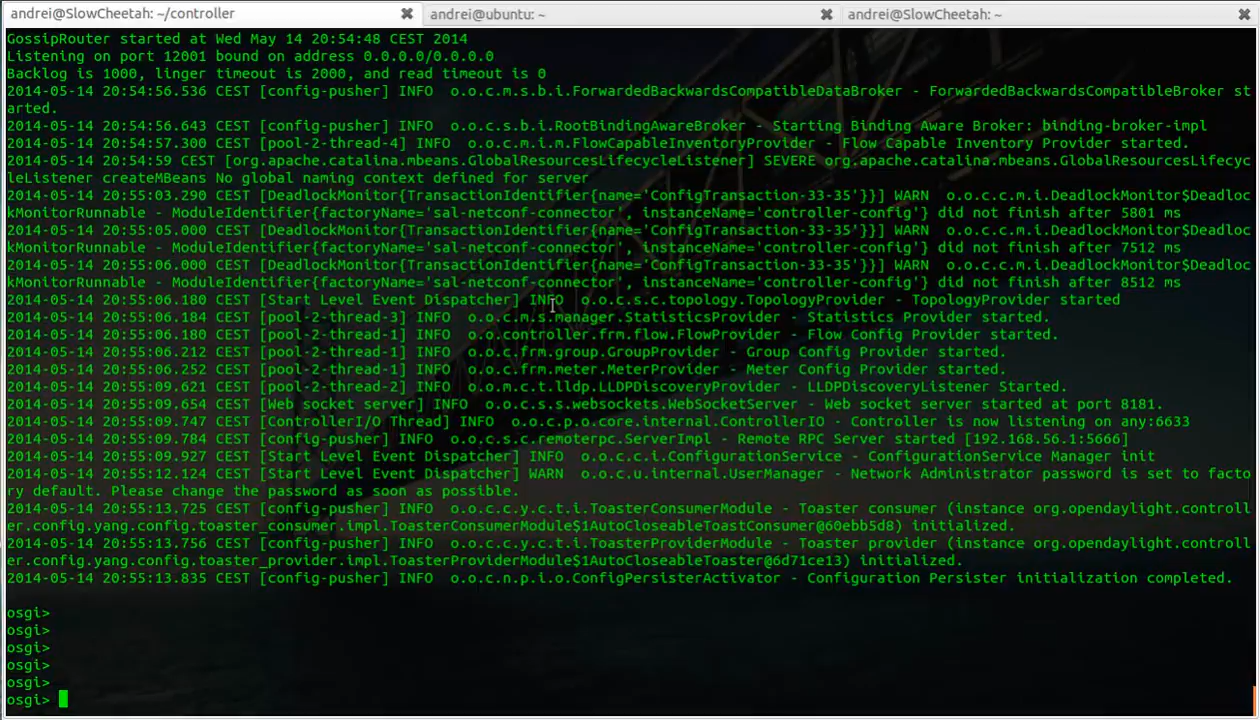 andrei@SlowCheetah: ~/controller
andrei@ubuntu: ~
andrei@SlowCheetah: ~
GossipRouter started at Wed May 14 20:54:48 CEST 2014
Listening on port 12001 bound on address 0.0.0.0/0.0.0.0
Backlog is 1000, linger timeout is 2000, and read timeout is 0
2014-05-14 20:54:56.536 CEST [config-pusher] INFO  o.o.c.m.s.b.i.ForwardedBackwardsCompatibleDataBroker - ForwardedBackwardsCompatibleBroker st
arted.
2014-05-14 20:54:56.643 CEST [config-pusher] INFO  o.o.c.s.b.i.RootBindingAwareBroker - Starting Binding Aware Broker: binding-broker-impl
2014-05-14 20:54:57.300 CEST [pool-2-thread-4] INFO  o.o.c.m.i.m.FlowCapableInventoryProvider - Flow Capable Inventory Provider started.
2014-05-14 20:54:59 CEST [org.apache.catalina.mbeans.GlobalResourcesLifecycleListener] SEVERE org.apache.catalina.mbeans.GlobalResourcesLifecyc
leListener createMBeans No global naming context defined for server
2014-05-14 20:55:03.290 CEST [DeadlockMonitor{TransactionIdentifier{name='ConfigTransaction-33-35'}}] WARN  o.o.c.c.m.i.DeadlockMonitor$Deadloc
kMonitorRunnable - ModuleIdentifier{factoryName='sal-netconf-connector', instanceName='controller-config'} did not finish after 5801 ms
2014-05-14 20:55:05.000 CEST [DeadlockMonitor{TransactionIdentifier{name='ConfigTransaction-33-35'}}] WARN  o.o.c.c.m.i.DeadlockMonitor$Deadloc
kMonitorRunnable - ModuleIdentifier{factoryName='sal-netconf-connector', instanceName='controller-config'} did not finish after 7512 ms
2014-05-14 20:55:06.000 CEST [DeadlockMonitor{TransactionIdentifier{name='ConfigTransaction-33-35'}}] WARN  o.o.c.c.m.i.DeadlockMonitor$Deadloc
kMonitorRunnable - ModuleIdentifier{factoryName='sal-netconf-connector', instanceName='controller-config'} did not finish after 8512 ms
2014-05-14 20:55:06.180 CEST [Start Level Event Dispatcher] INFO  o.o.c.s.c.topology.TopologyProvider - TopologyProvider started
2014-05-14 20:55:06.184 CEST [pool-2-thread-3] INFO  o.o.c.m.s.manager.StatisticsProvider - Statistics Provider started.
2014-05-14 20:55:06.180 CEST [pool-2-thread-1] INFO  o.o.controller.frm.flow.FlowProvider - Flow Config Provider started.
2014-05-14 20:55:06.212 CEST [pool-2-thread-1] INFO  o.o.c.frm.group.GroupProvider - Group Config Provider started.
2014-05-14 20:55:06.252 CEST [pool-2-thread-1] INFO  o.o.c.frm.meter.MeterProvider - Meter Config Provider started.
2014-05-14 20:55:09.621 CEST [pool-2-thread-2] INFO  o.o.m.c.t.lldp.LLDPDiscoveryProvider - LLDPDiscoveryListener Started.
2014-05-14 20:55:09.654 CEST [Web socket server] INFO  o.o.c.s.s.websockets.WebSocketServer - Web socket server started at port 8181.
2014-05-14 20:55:09.747 CEST [ControllerI/O Thread] INFO  o.o.c.p.o.core.internal.ControllerIO - Controller is now listening on any:6633
2014-05-14 20:55:09.784 CEST [config-pusher] INFO  o.o.c.s.c.remoterpc.ServerImpl - Remote RPC Server started [192.168.56.1:5666]
2014-05-14 20:55:09.927 CEST [Start Level Event Dispatcher] INFO  o.o.c.c.i.ConfigurationService - ConfigurationService Manager init
2014-05-14 20:55:12.124 CEST [Start Level Event Dispatcher] WARN  o.o.c.u.internal.UserManager - Network Administrator password is set to facto
ry default. Please change the password as soon as possible.
2014-05-14 20:55:13.725 CEST [config-pusher] INFO  o.o.c.c.y.c.t.i.ToasterConsumerModule - Toaster consumer (instance org.opendaylight.controll
er.config.yang.config.toaster_consumer.impl.ToasterConsumerModule$1AutoCloseableToastConsumer@60ebb5d8) initialized.
2014-05-14 20:55:13.756 CEST [config-pusher] INFO  o.o.c.c.y.c.t.i.ToasterProviderModule - Toaster provider (instance org.opendaylight.controll
er.config.yang.config.toaster_provider.impl.ToasterProviderModule$1AutoCloseableToaster@6d71ce13) initialized.
2014-05-14 20:55:13.835 CEST [config-pusher] INFO  o.o.c.n.p.i.o.ConfigPersisterActivator - Configuration Persister initialization completed.
osgi>
osgi>
osgi>
osgi>
osgi>
osgi>